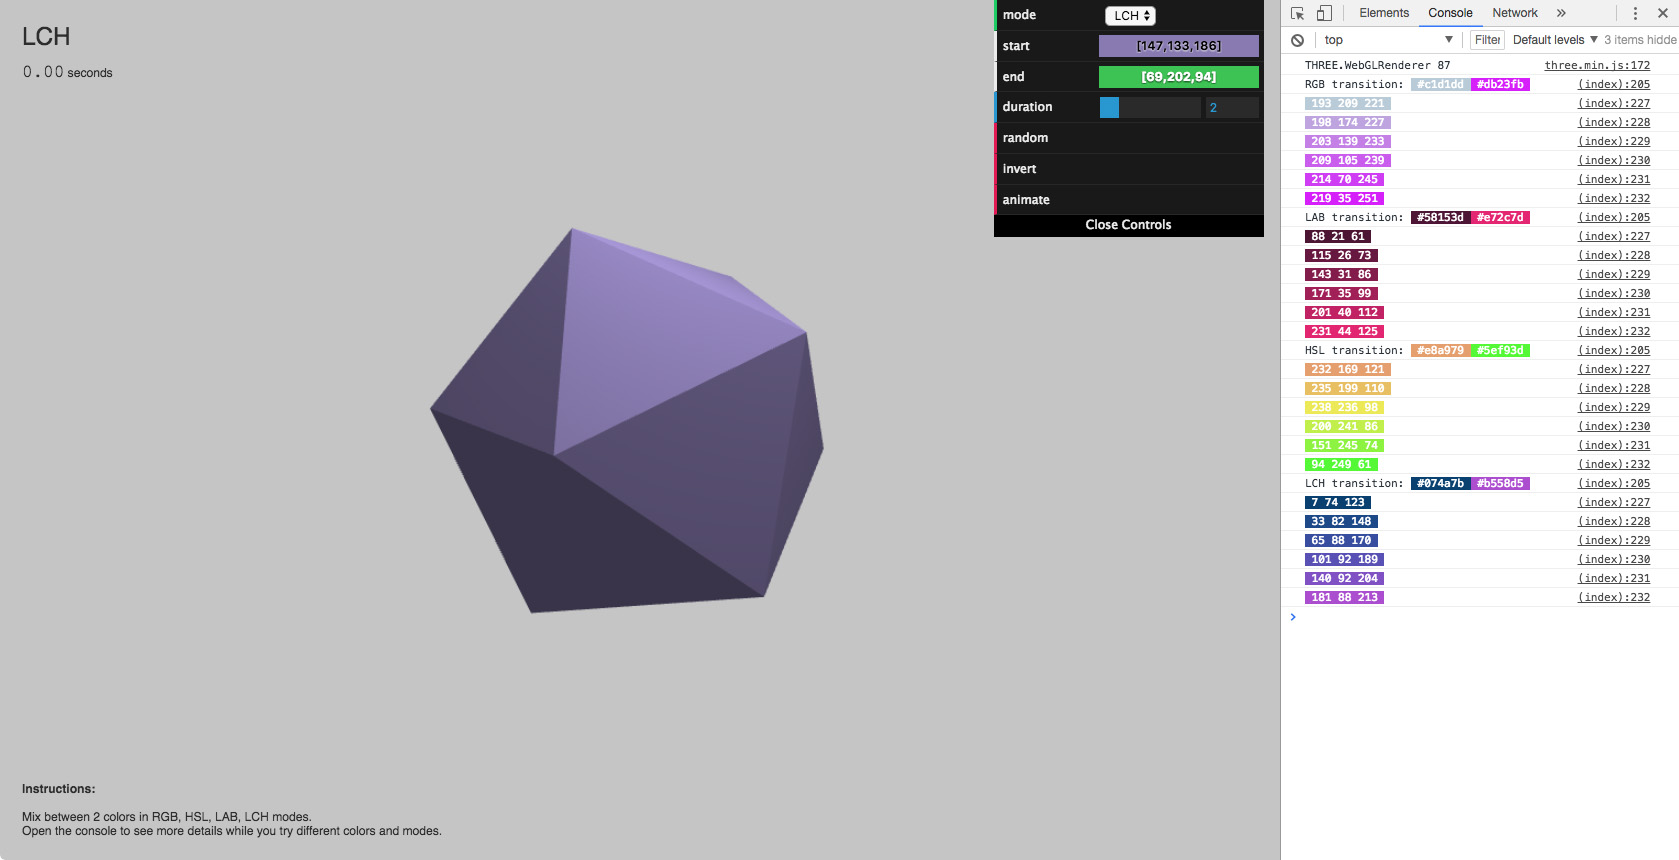 LCH
0.00 seconds
Instructions:
Mix between 2 colors in RGB, HSL, LAB, LCH modes.
Open the console to see more details while you try different colors and modes.
mode LCH
start [147,133,186]
end [69,202,94]
duration 2
random
invert
animate
Close Controls
Elements Console Network »
top Filter Default levels 3 items hidde
THREE.WebGLRenderer 87 three.min.js:172
RGB transition: #c1d1dd #db23fb (index):205
193 209 221 (index):227
198 174 227 (index):228
203 139 233 (index):229
209 105 239 (index):230
214 70 245 (index):231
219 35 251 (index):232
LAB transition: #58153d #e72c7d (index):205
88 21 61 (index):227
115 26 73 (index):228
143 31 86 (index):229
171 35 99 (index):230
201 40 112 (index):231
231 44 125 (index):232
HSL transition: #e8a979 #5ef93d (index):205
232 169 121 (index):227
235 199 110 (index):228
238 236 98 (index):229
200 241 86 (index):230
151 245 74 (index):231
94 249 61 (index):232
LCH transition: #074a7b #b558d5 (index):205
7 74 123 (index):227
33 82 148 (index):228
65 88 170 (index):229
101 92 189 (index):230
140 92 204 (index):231
181 88 213 (index):232